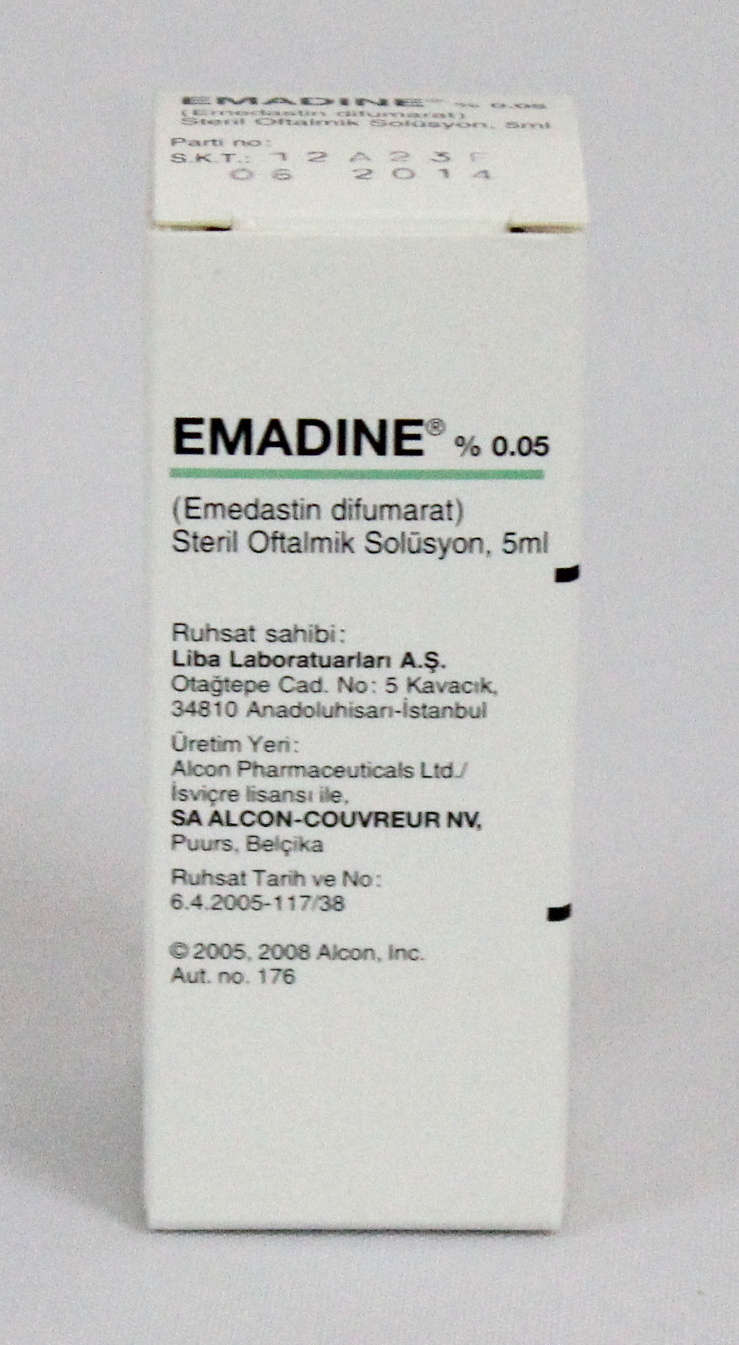 EMADINE® % 0.05
(Emedastin difumarat)
Steril Oftalmik Solüsyon, 5ml
Parti no:
S.K.T.: 12A23F
06 2014
EMADINE® % 0.05
(Emedastin difumarat)
Steril Oftalmik Solüsyon, 5ml
Ruhsat sahibi:
Liba Laboratuarları A.Ş.
Otağtepe Cad. No: 5 Kavacık,
34810 Anadoluhisarı-İstanbul
Üretim Yeri:
Alcon Pharmaceuticals Ltd./
İsviçre lisansı ile,
SA ALCON-COUVREUR NV,
Puurs, Belçika
Ruhsat Tarih ve No:
6.4.2005-117/38
© 2005, 2008 Alcon, Inc.
Aut. no. 176